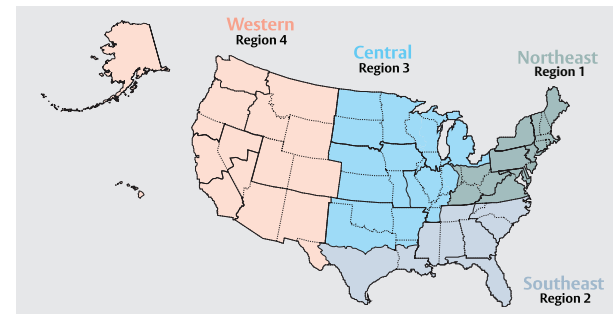 Western
Region 4
Central
Region 3
Northeast
Region 1
Southeast
Region 2